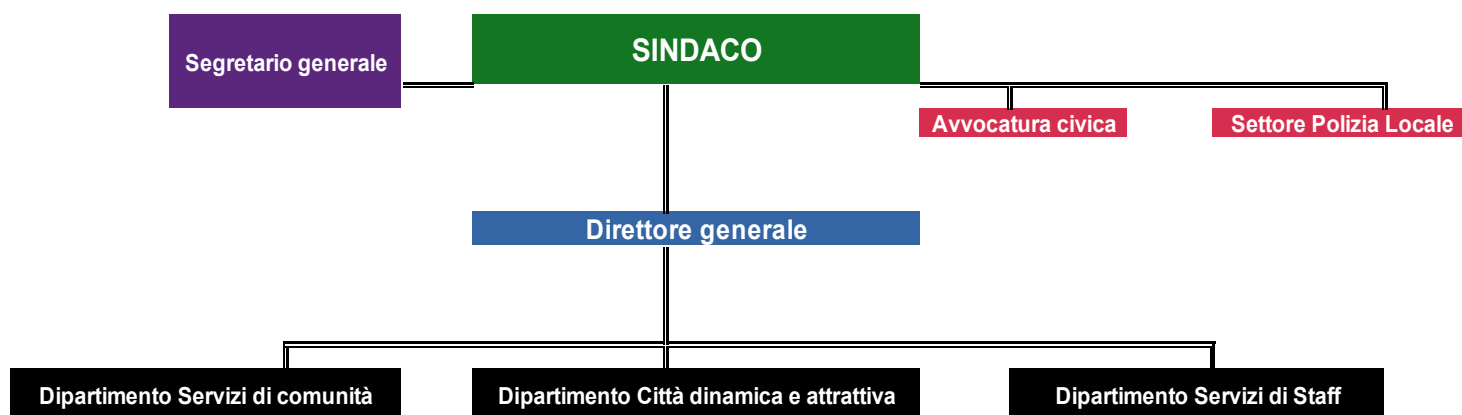 SINDACO
Segretario generale
Avvocatura civica
Settore Polizia Locale
Direttore generale
Dipartimento Servizi di comunità
Dipartimento Città dinamica e attrattiva
Dipartimento Servizi di Staff